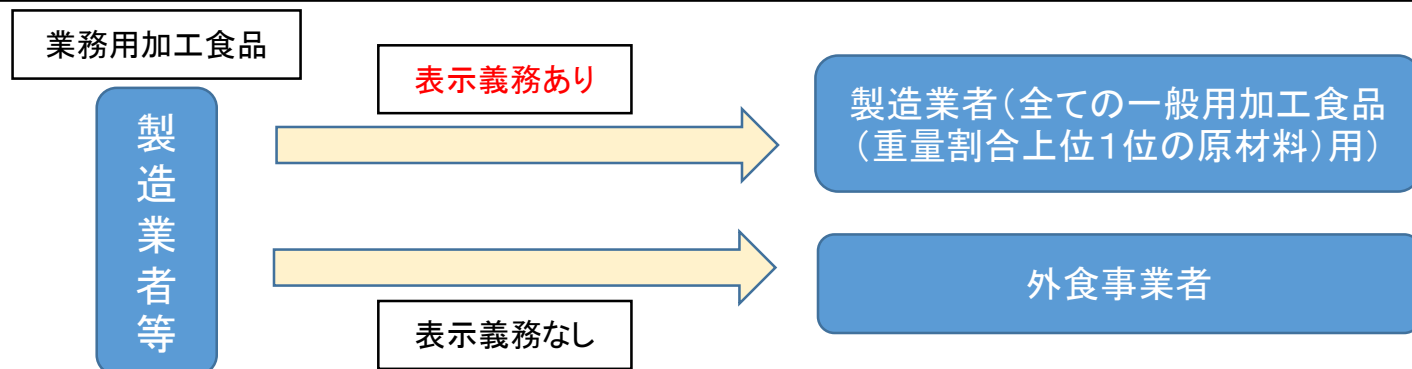 業務用加工食品
表示義務あり
製造業者等
製造業者(全ての一般用加工食品
(重量割合上位1位の原材料)用)
外食事業者
表示義務なし